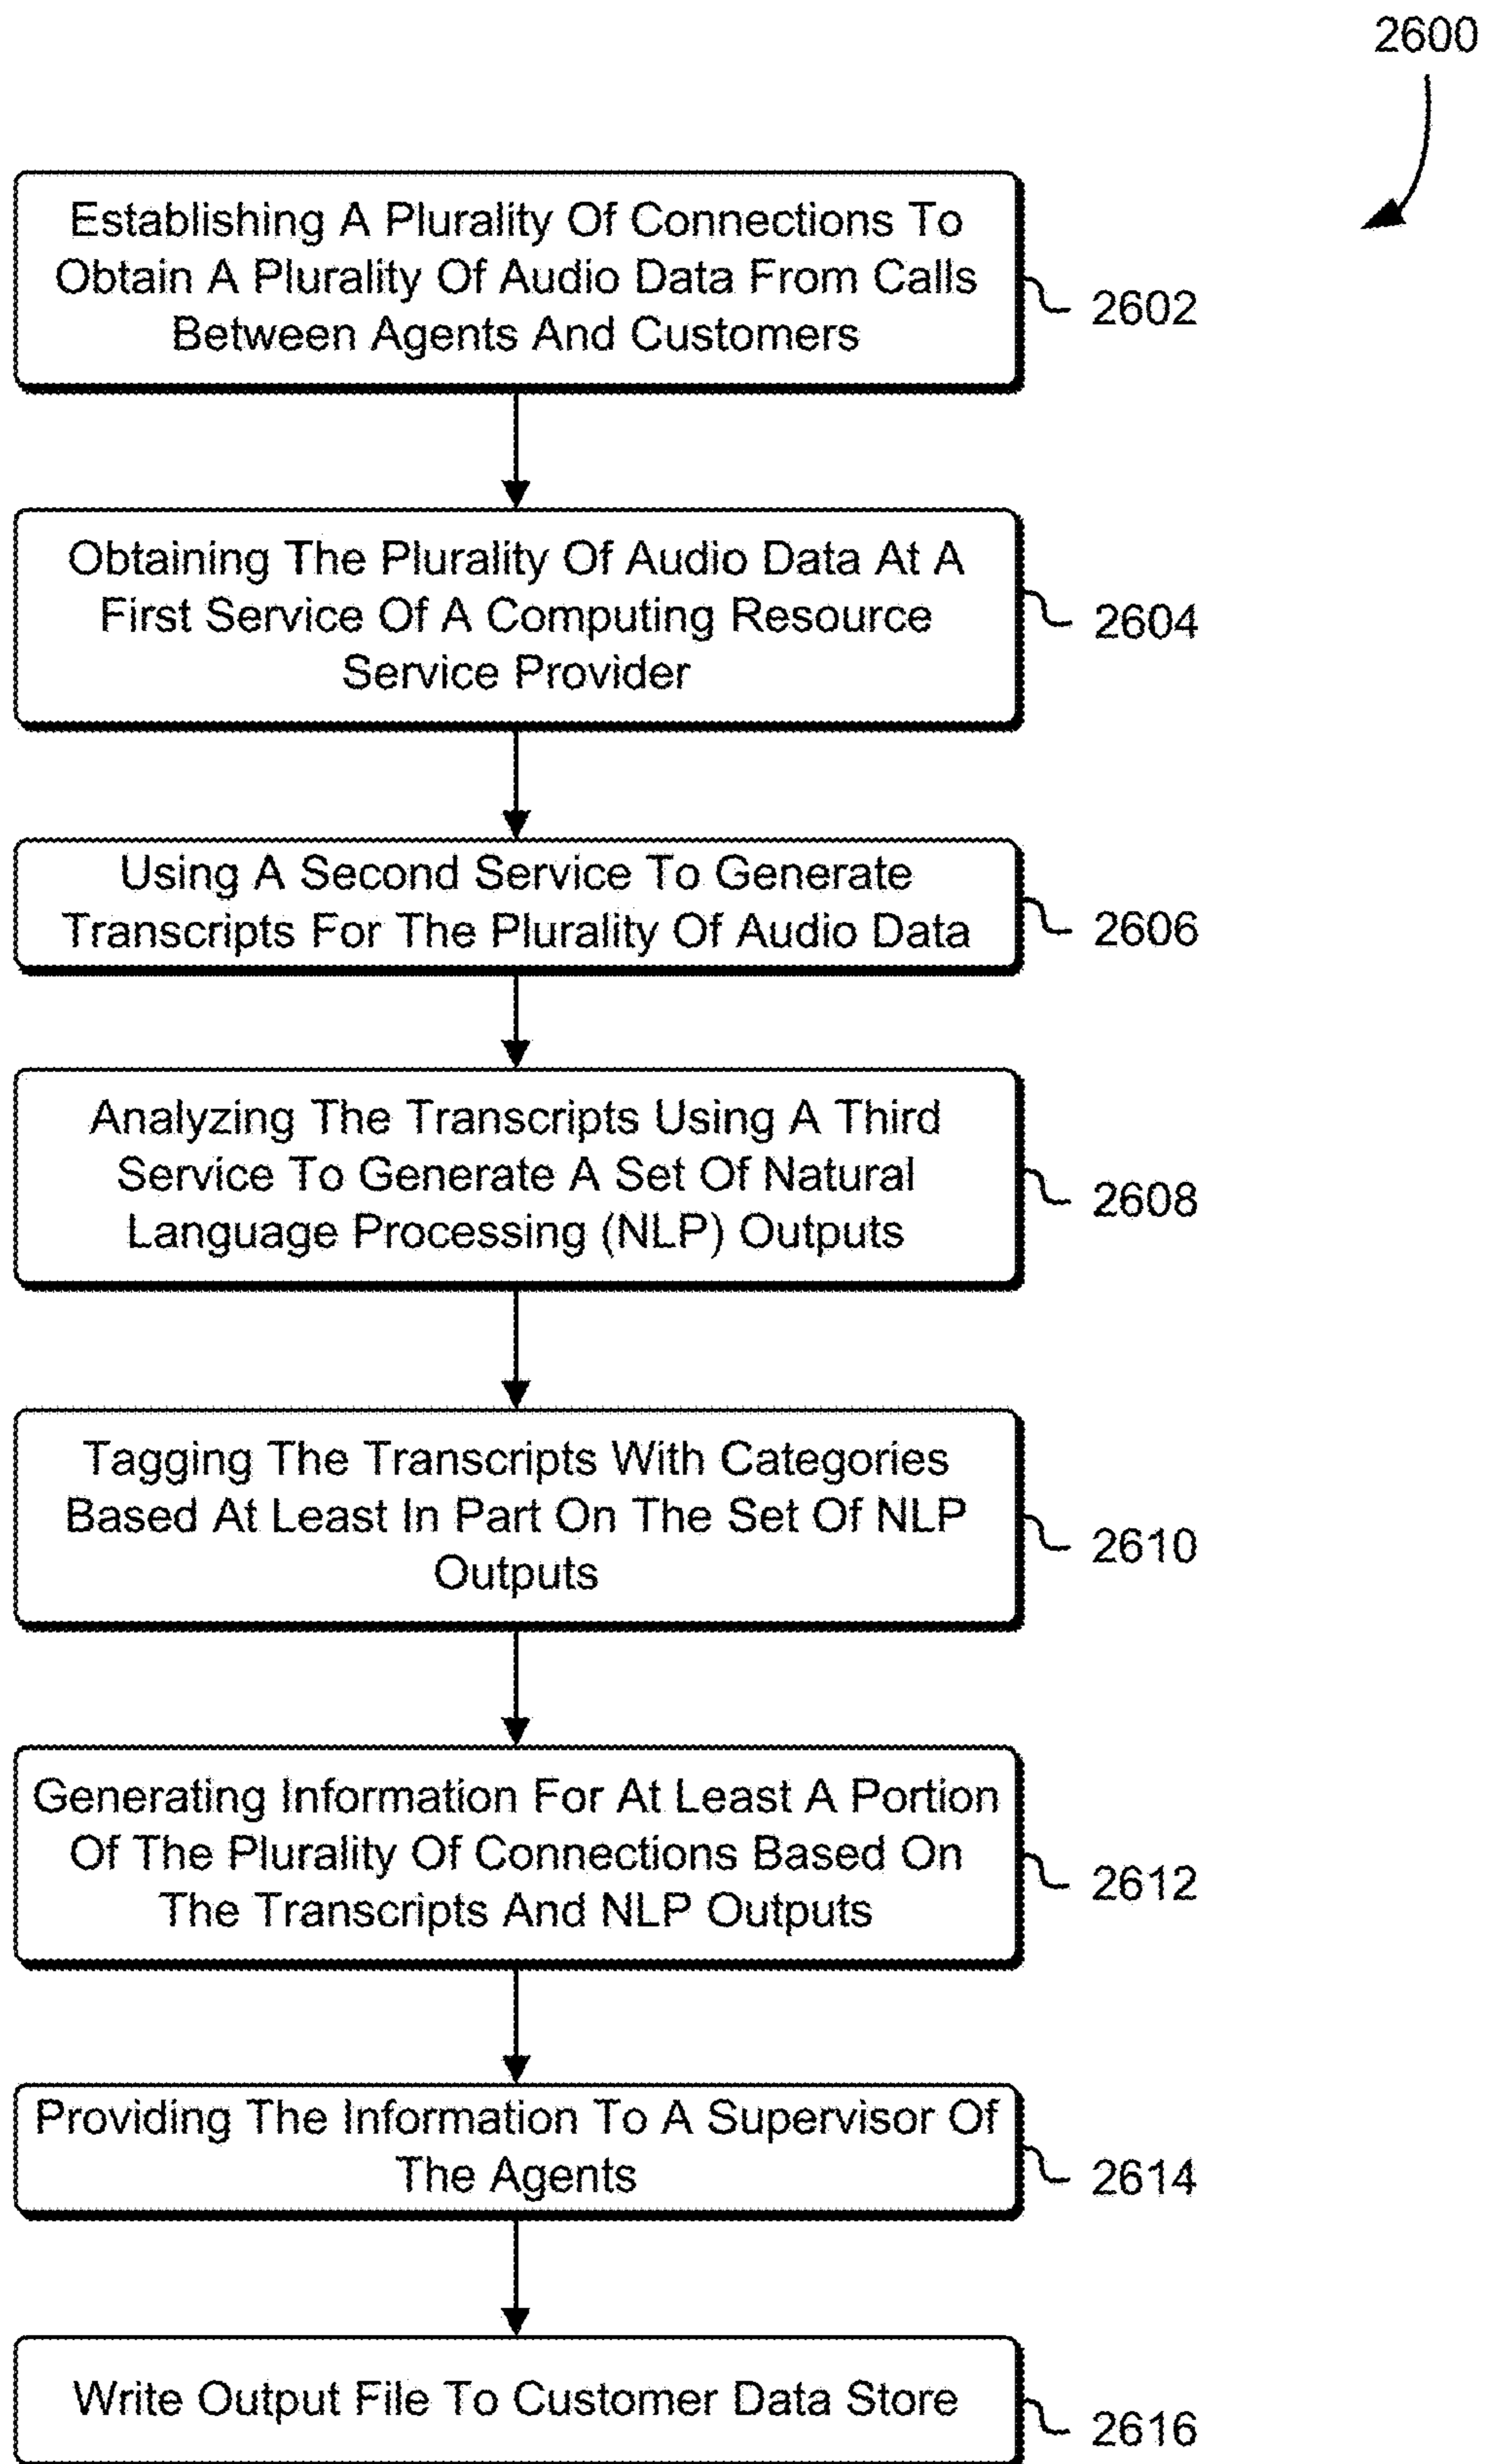 2600
Establishing A Plurality Of Connections To
Obtain A Plurality Of Audio Data From Calls
Between Agents And Customers
2602
Obtaining The Plurality Of Audio Data At A
First Service Of A Computing Resource
Service Provider
2604
Using A Second Service To Generate
Transcripts For The Plurality Of Audio Data
2606
Analyzing The Transcripts Using A Third
Service To Generate A Set Of Natural
Language Processing (NLP) Outputs
2608
Tagging The Transcripts With Categories
Based At Least In Part On The Set Of NLP
Outputs
2610
Generating Information For At Least A Portion
Of The Plurality Of Connections Based On
The Transcripts And NLP Outputs
2612
Providing The Information To A Supervisor Of
The Agents
2614
Write Output File To Customer Data Store
2616